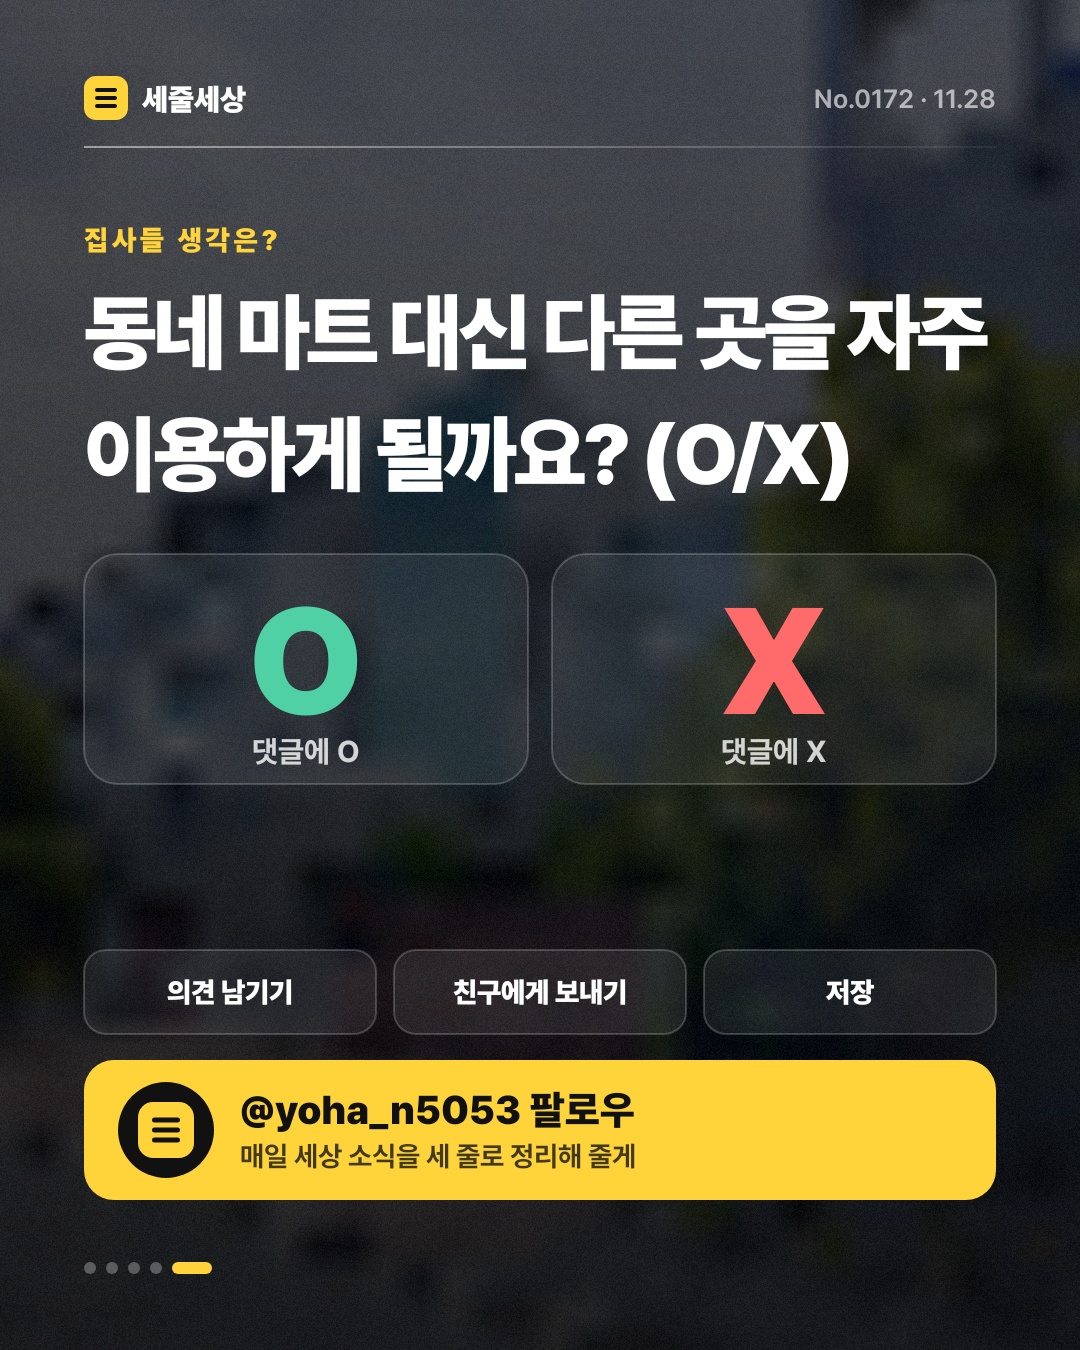 세줄세상
No.0172 · 11.28
집사들 생각은?
동네 마트 대신 다른 곳을 자주
이용하게 될까요? (O/X)
O
댓글에 O
X
댓글에 X
의견 남기기
친구에게 보내기
저장
@yoha_n5053 팔로우
매일 세상 소식을 세 줄로 정리해 줄게